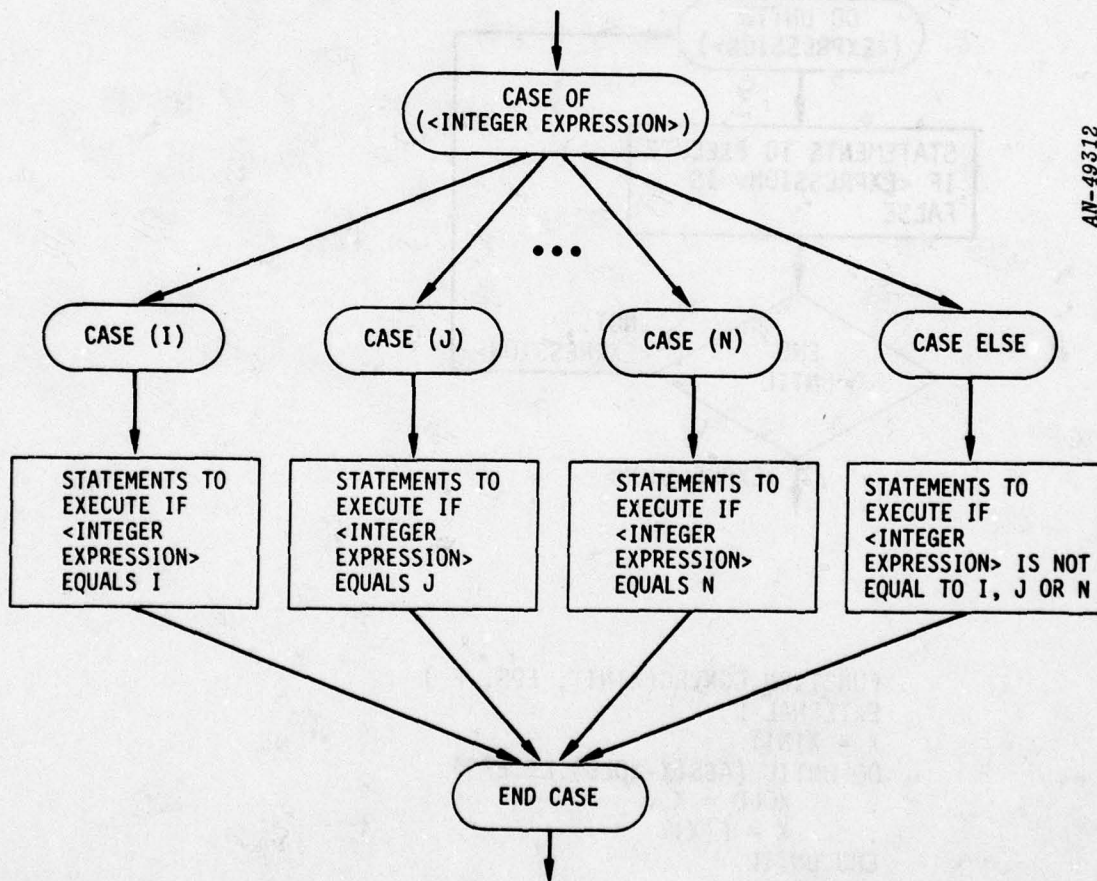 CASE OF
(<INTEGER EXPRESSION>)
AN-49312
•••
CASE (I)
CASE (J)
CASE (N)
CASE ELSE
STATEMENTS TO
EXECUTE IF
<INTEGER
EXPRESSION>
EQUALS I
STATEMENTS TO
EXECUTE IF
<INTEGER
EXPRESSION>
EQUALS J
STATEMENTS TO
EXECUTE IF
<INTEGER
EXPRESSION>
EQUALS N
STATEMENTS TO
EXECUTE IF
<INTEGER
EXPRESSION> IS NOT
EQUAL TO I, J OR N
END CASE